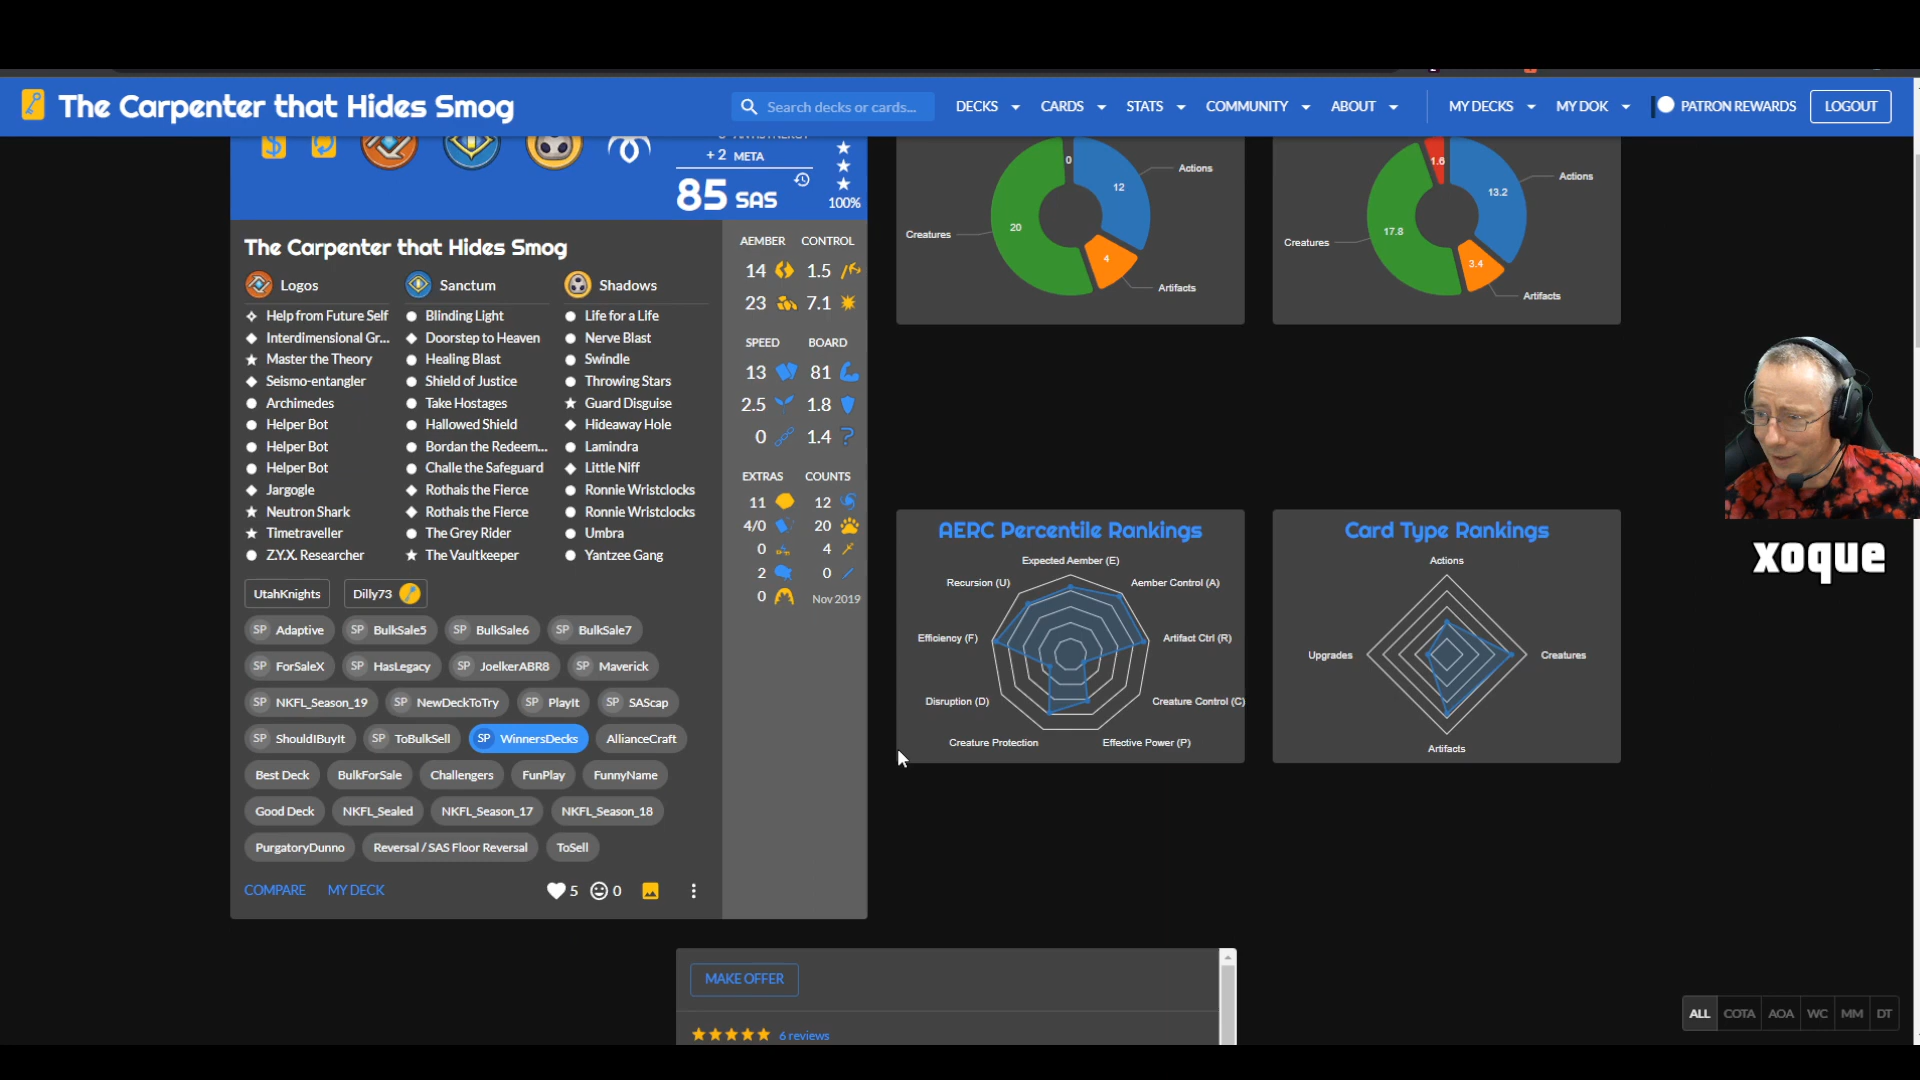 The Carpenter that Hides Smog
Search decks or cards...
DECKS
CARDS
STATS
COMMUNITY
ABOUT
MY DECKS
MY DOK
PATRON REWARDS
LOGOUT
+ 2 META
85 SAS
100%
The Carpenter that Hides Smog
Logos
Help from Future Self
Interdimensional Gr...
Master the Theory
Seismo-entangler
Archimedes
Helper Bot
Helper Bot
Helper Bot
Jargogle
Neutron Shark
Timetraveller
Z.Y.X. Researcher
Sanctum
Blinding Light
Doorstep to Heaven
Healing Blast
Shield of Justice
Take Hostages
Hallowed Shield
Bordan the Redeem...
Challe the Safeguard
Rothais the Fierce
Rothais the Fierce
The Grey Rider
The Vaultkeeper
Shadows
Life for a Life
Nerve Blast
Swindle
Throwing Stars
Guard Disguise
Hideaway Hole
Lamindra
Little Niff
Ronnie Wristclocks
Ronnie Wristclocks
Umbra
Yantzee Gang
AEMBER CONTROL
14 1.5
23 7.1
SPEED BOARD
13 81
2.5 1.8
0 1.4
EXTRAS COUNTS
11 12
4/0 20
0 4
2 0
0 Nov 2019
UtahKnights Dilly73
SP Adaptive SP BulkSale5 SP BulkSale6 SP BulkSale7
SP ForSaleX SP HasLegacy SP JoelkerABR8 SP Maverick
SP NKFL_Season_19 SP NewDeckToTry SP PlayIt SP SAScap
SP ShouldIBuyIt SP ToBulkSell SP WinnersDecks AllianceCraft
Best Deck BulkForSale Challengers FunPlay FunnyName
Good Deck NKFL_Sealed NKFL_Season_17 NKFL_Season_18
PurgatoryDunno Reversal / SAS Floor Reversal ToSell
COMPARE MY DECK 5 0
0
12
Actions
20
Creatures
4
Artifacts
1.6
13.2
Actions
17.8
Creatures
3.4
Artifacts
AERC Percentile Rankings
Expected Aember (E)
Recursion (U)
Aember Control (A)
Efficiency (F)
Artifact Ctrl (R)
Disruption (D)
Creature Control (C)
Creature Protection
Effective Power (P)
Card Type Rankings
Actions
Upgrades
Creatures
Artifacts
xoque
MAKE OFFER
6 reviews
ALL COTA AOA WC MM DT